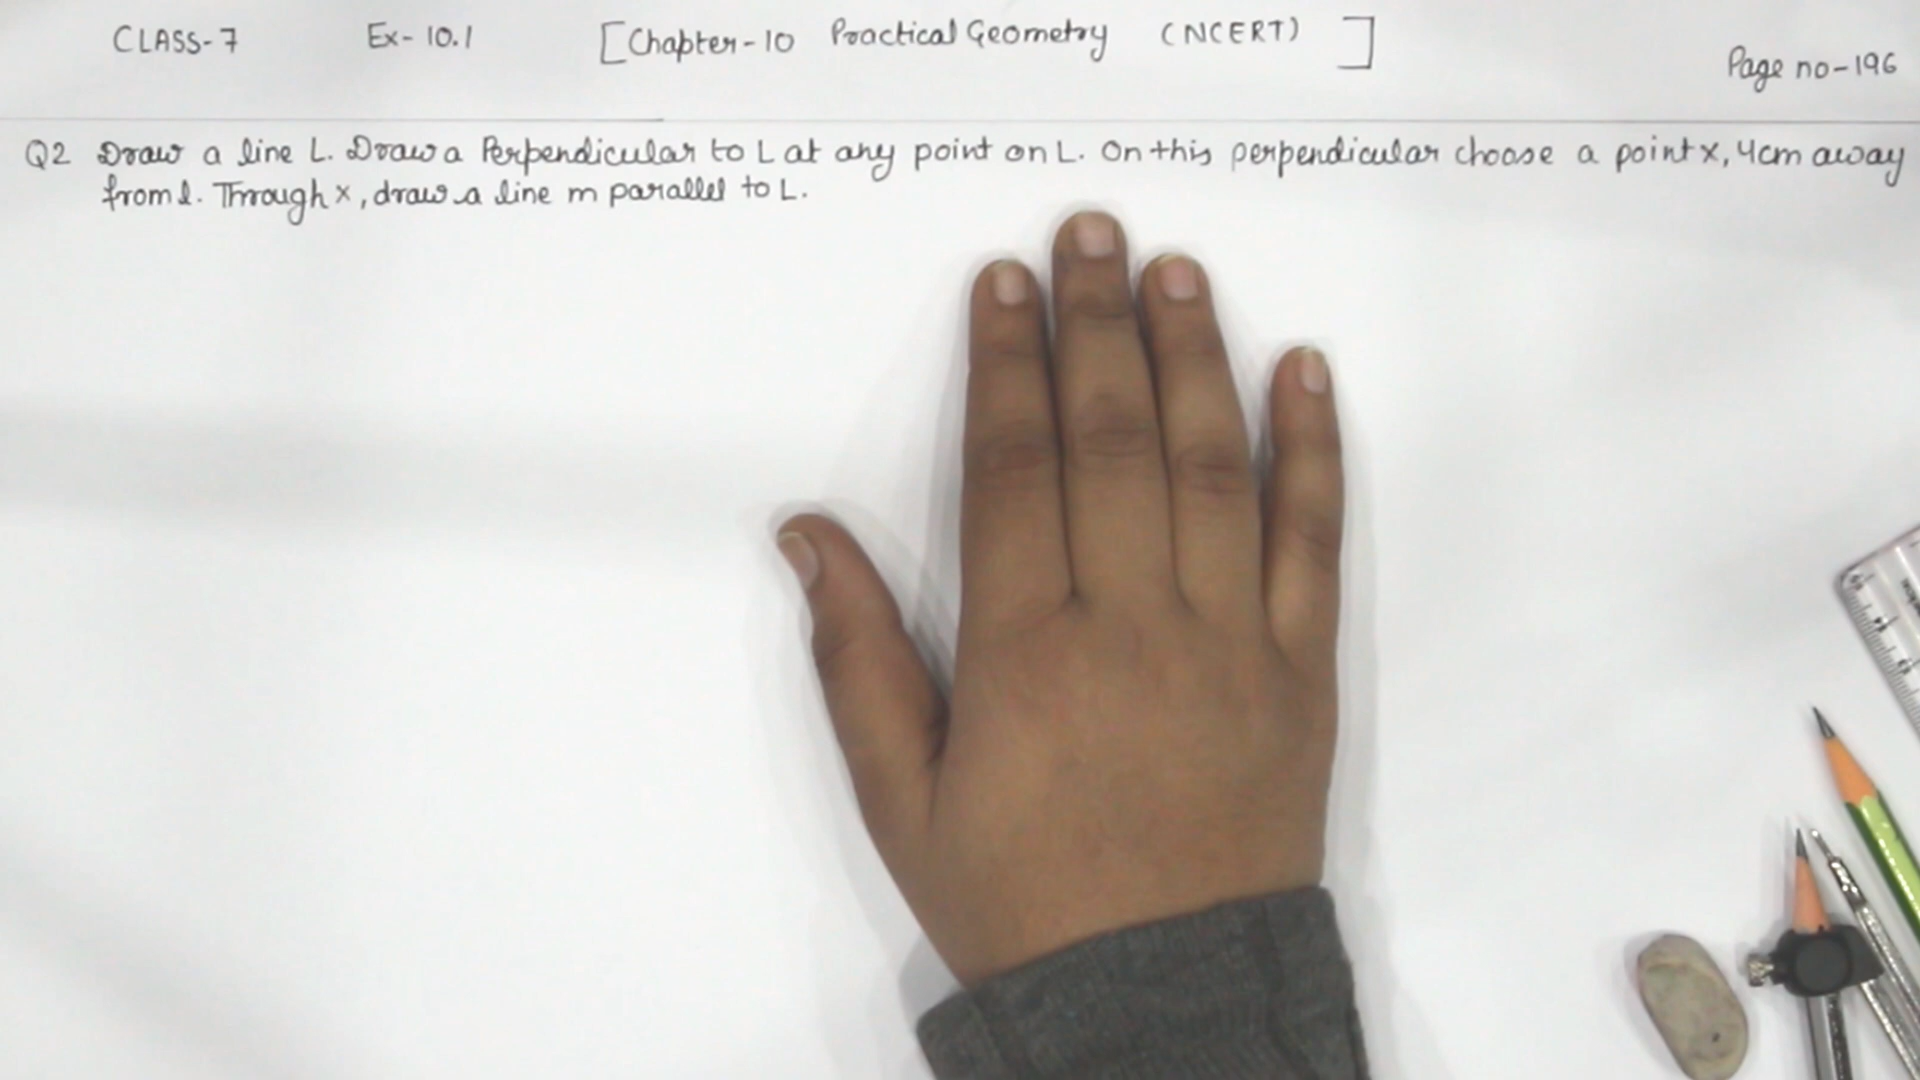 CLASS-7 Ex-10.1 [Chapter-10 Practical Geometry (NCERT)]
Page no-196
Q2 Draw a line L. Draw a Perpendicular to L at any point on L. On this perpendicular choose a point x, 4cm away
from l. Through x, draw a line m parallel to L.